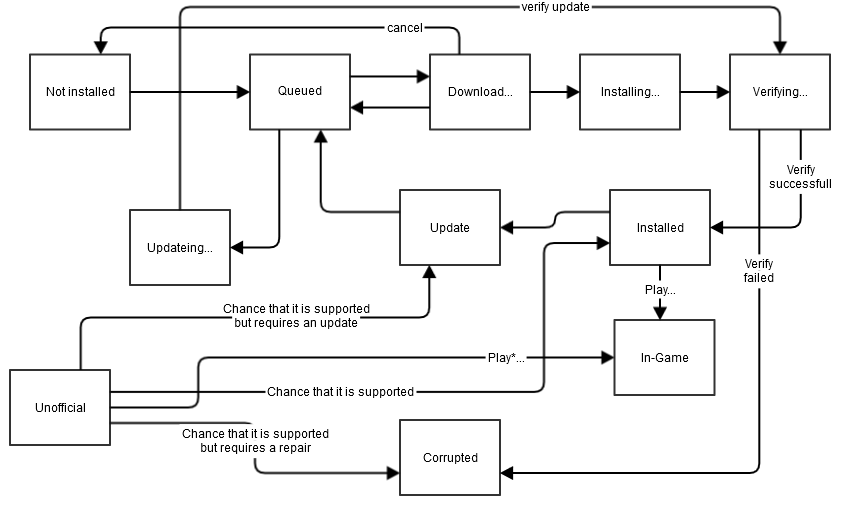 verify update
cancel
Not installed
Queued
Download...
Installing...
Verifying...
Verify
successfull
Updateing...
Update
Installed
Verify
failed
Play...
Chance that it is supported
but requires an update
Play*...
In-Game
Chance that it is supported
Unofficial
Chance that it is supported
but requires a repair
Corrupted